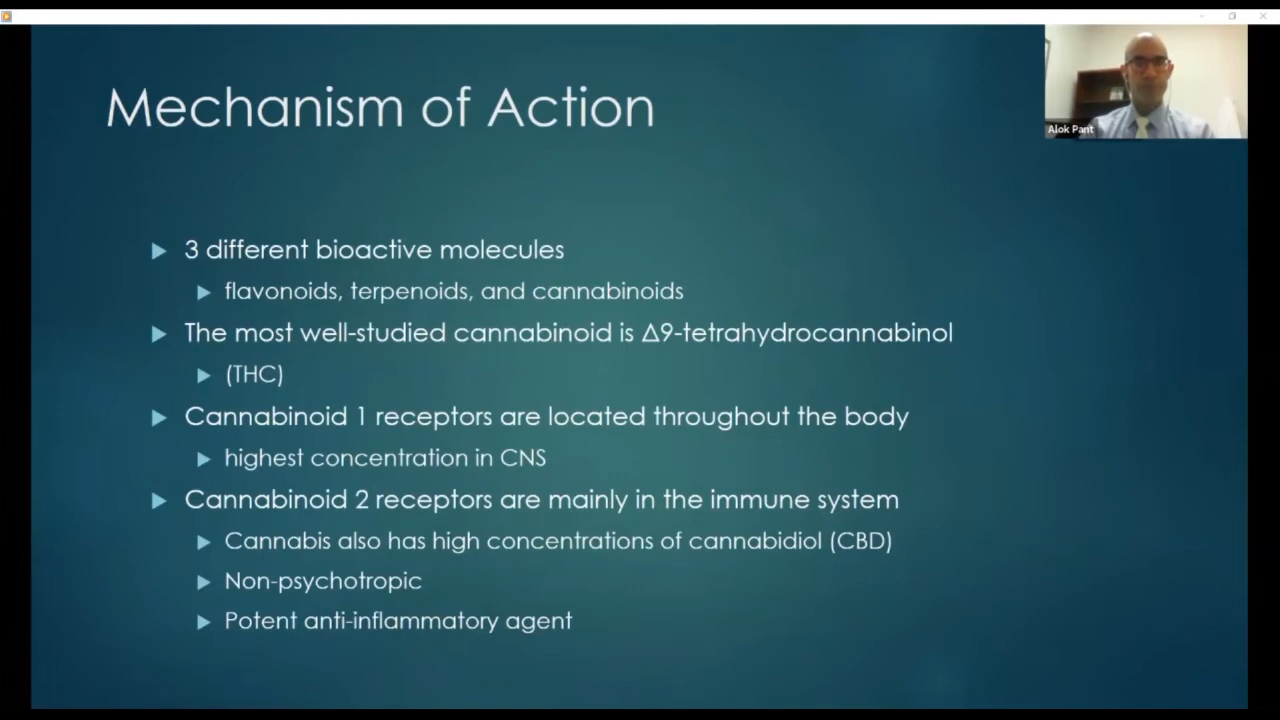 Mechanism of Action
Alok Pant
3 different bioactive molecules
flavonoids, terpenoids, and cannabinoids
The most well-studied cannabinoid is Δ9-tetrahydrocannabinol
(THC)
Cannabinoid 1 receptors are located throughout the body
highest concentration in CNS
Cannabinoid 2 receptors are mainly in the immune system
Cannabis also has high concentrations of cannabidiol (CBD)
Non-psychotropic
Potent anti-inflammatory agent